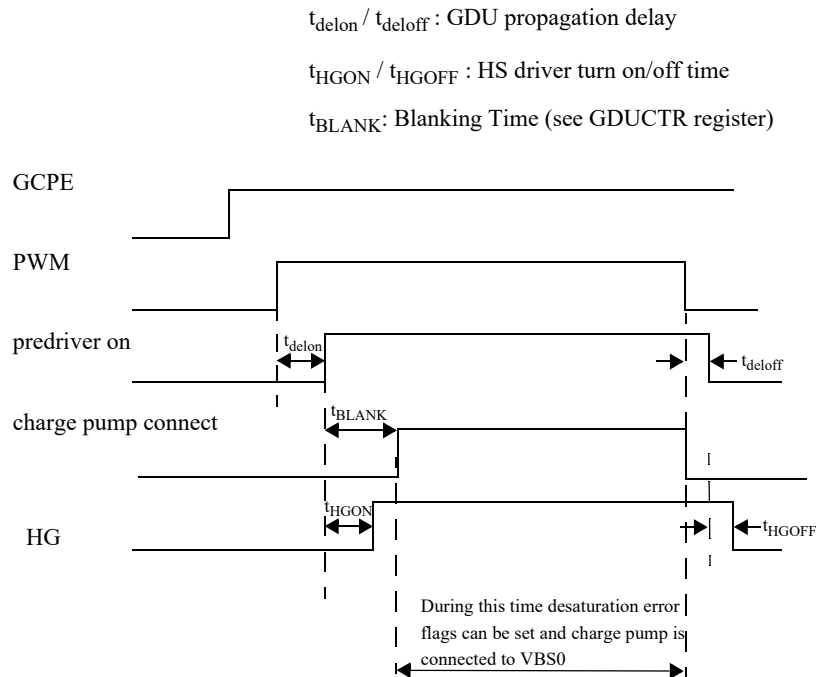 tdelon / tdeloff : GDU propagation delay
tHGON / tHGOFF : HS driver turn on/off time
tBLANK: Blanking Time (see GDUCTR register)
GCPE
PWM
predriver on
tdelon
tdeloff
charge pump connect
tBLANK
HG
tHGON
tHGOFF
During this time desaturation error
flags can be set and charge pump is
connected to VBS0